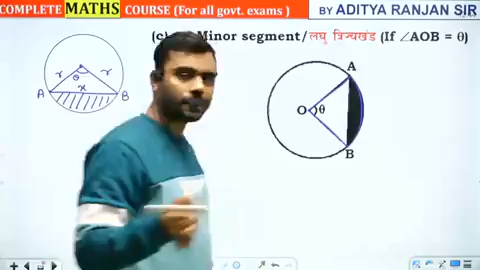 COMPLETE MATHS COURSE (For all govt. exams) BY ADITYA RANJAN SIR
(c) Minor segment/लघु त्रिज्यखंड (If ∠AOB = θ)
r r
θ
A x B
A
O θ
B